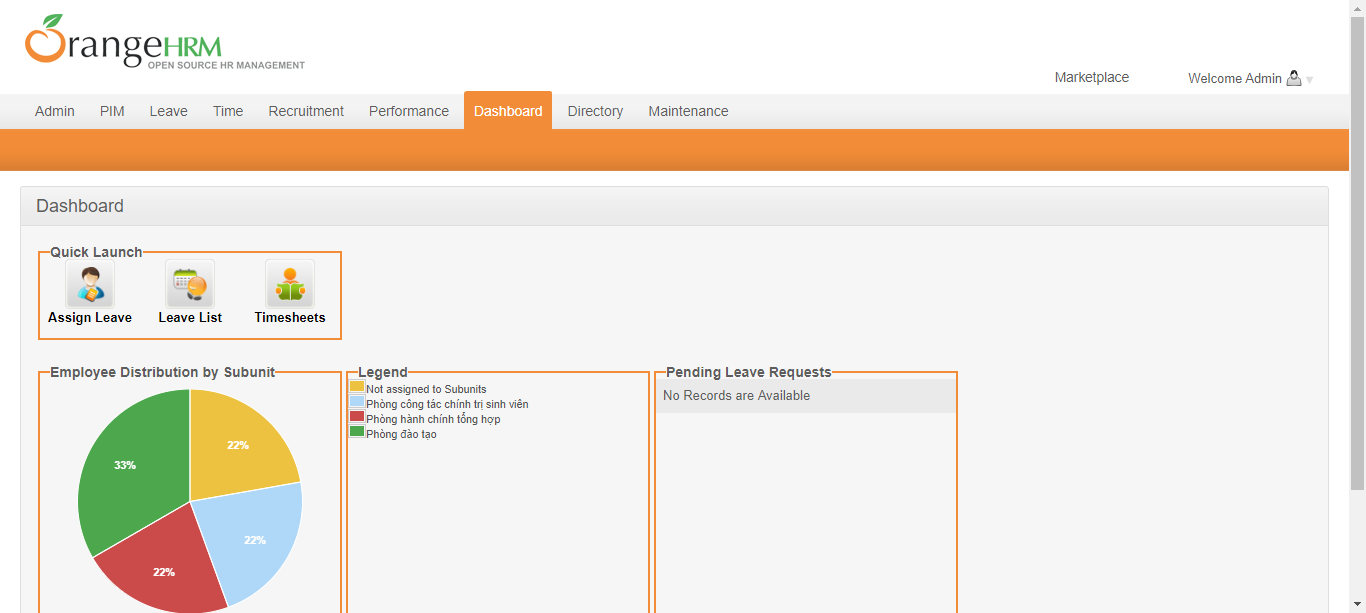 OrangeHRM
OPEN SOURCE HR MANAGEMENT
Marketplace
Welcome Admin
Admin PIM Leave Time Recruitment Performance Dashboard Directory Maintenance
Dashboard
Quick Launch
Assign Leave Leave List Timesheets
Employee Distribution by Subunit
22%
33%
22%
22%
Legend
Not assigned to Subunits
Phòng công tác chính trị sinh viên
Phòng hành chính tổng hợp
Phòng đào tạo
Pending Leave Requests
No Records are Available